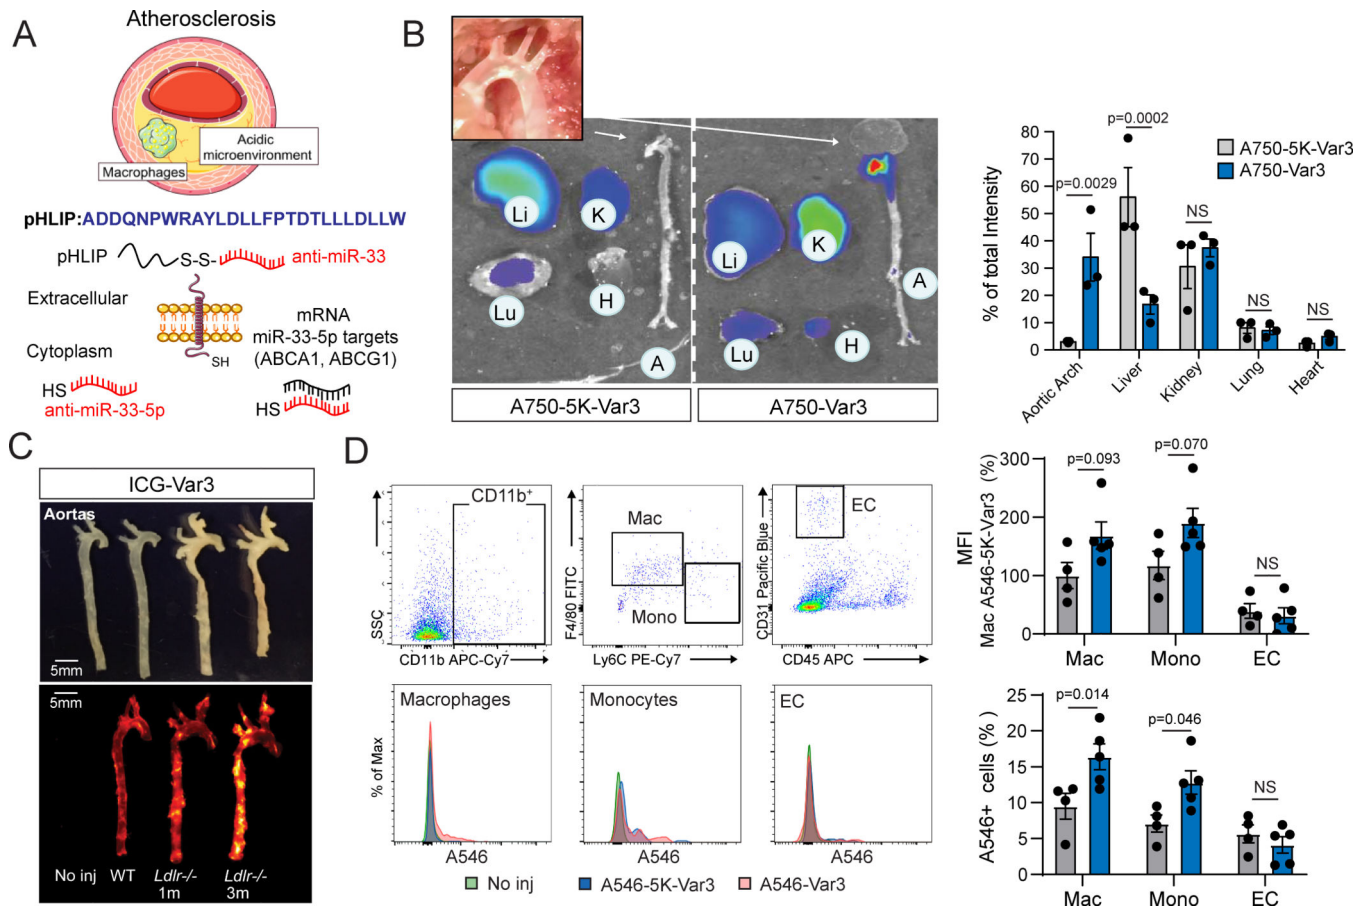 A
Atherosclerosis
Macrophages
Acidic
microenvironment
pHLIP:ADDQNPWRAYLDLLFPTDTLLLDLLW
pHLIP
S-S-
anti-miR-33
Extracellular
Cytoplasm
SH
mRNA
miR-33-5p targets
(ABCA1, ABCG1)
HS
anti-miR-33-5p
HS
B
Li
K
Lu
H
A
Li
K
Lu
H
A
A750-5K-Var3
A750-Var3
% of total Intensity
80
70
60
50
40
30
20
10
0
p=0.0029
p=0.0002
NS
NS
NS
A750-5K-Var3
A750-Var3
Aortic Arch
Liver
Kidney
Lung
Heart
C
ICG-Var3
Aortas
5mm
5mm
No inj
WT
Ldlr-/-
1m
Ldlr-/-
3m
D
SSC
CD11b+
CD11b APC-Cy7
F4/80 FITC
Mac
Mono
Ly6C PE-Cy7
CD31 Pacific Blue
EC
CD45 APC
% of Max
Macrophages
A546
Monocytes
A546
EC
A546
No inj
A546-5K-Var3
A546-Var3
MFI
Mac A546-5K-Var3 (%)
300
200
100
0
p=0.093
p=0.070
NS
Mac
Mono
EC
A546+ cells (%)
25
20
15
10
5
0
p=0.014
p=0.046
NS
Mac
Mono
EC